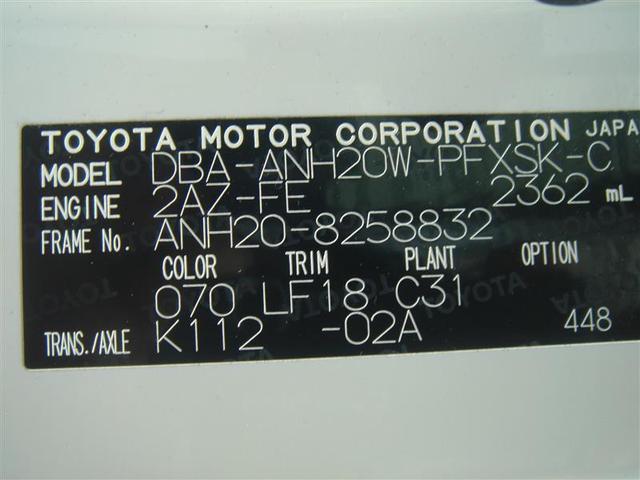 TOYOTA MOTOR CORPORATION JAPA
MODEL DBA-ANH20W-PFXSK-C
ENGINE 2AZ-FE 2362 mL
FRAME No. ANH20-8258832
COLOR TRIM PLANT OPTION
070 LF18 C31
TRANS./AXLE K112 -02A 448